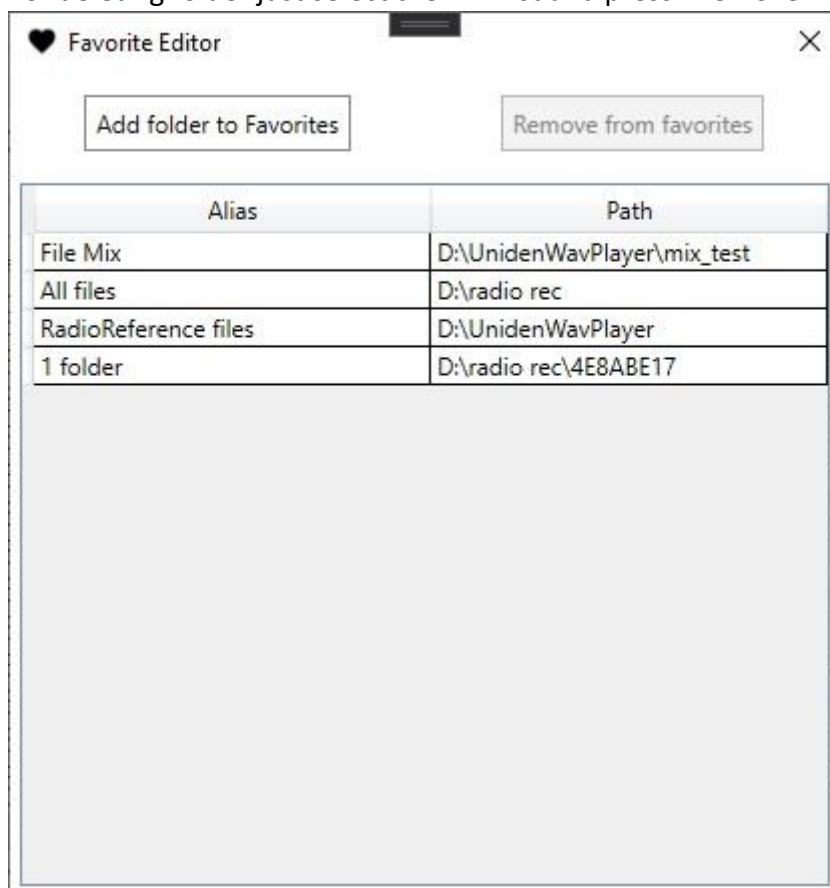 Favorite Editor
Add folder to Favorites Remove from favorites
Alias Path
File Mix D:\UnidenWavPlayer\mix_test
All files D:\radio rec
RadioReference files D:\UnidenWavPlayer
1 folder D:\radio rec\4E8ABE17